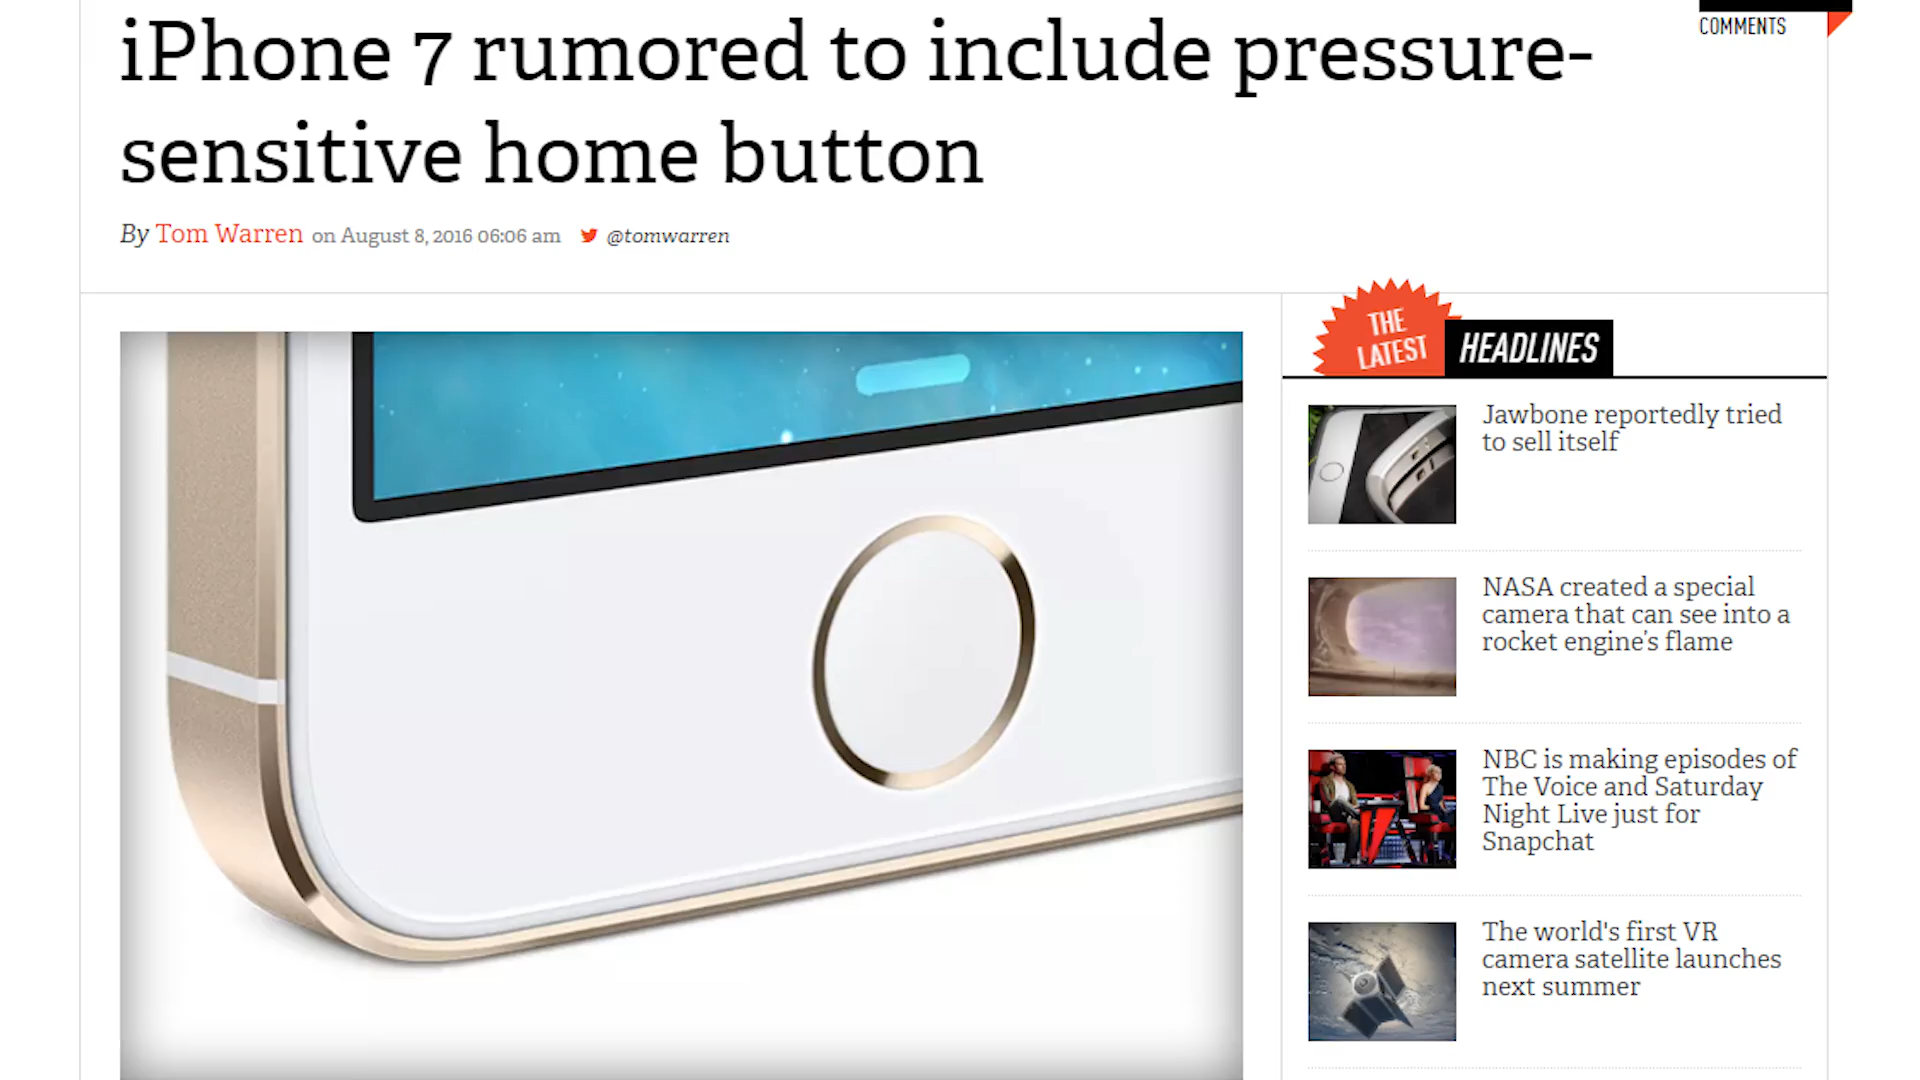 iPhone 7 rumored to include pressure-
sensitive home button
COMMENTS
By Tom Warren on August 8, 2016 06:06 am @tomwarren
THE
LATEST
HEADLINES
Jawbone reportedly tried
to sell itself
NASA created a special
camera that can see into a
rocket engine's flame
NBC is making episodes of
The Voice and Saturday
Night Live just for
Snapchat
The world's first VR
camera satellite launches
next summer